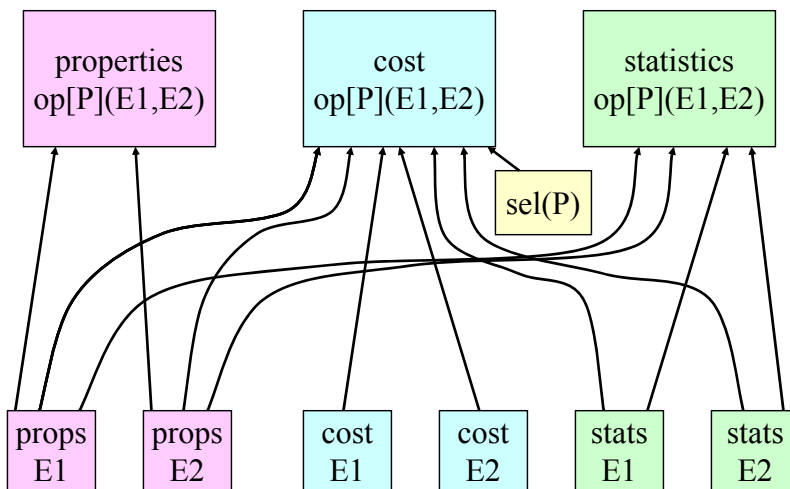 properties
op[P](E1,E2)
cost
op[P](E1,E2)
statistics
op[P](E1,E2)
sel(P)
props
E1
props
E2
cost
E1
cost
E2
stats
E1
stats
E2